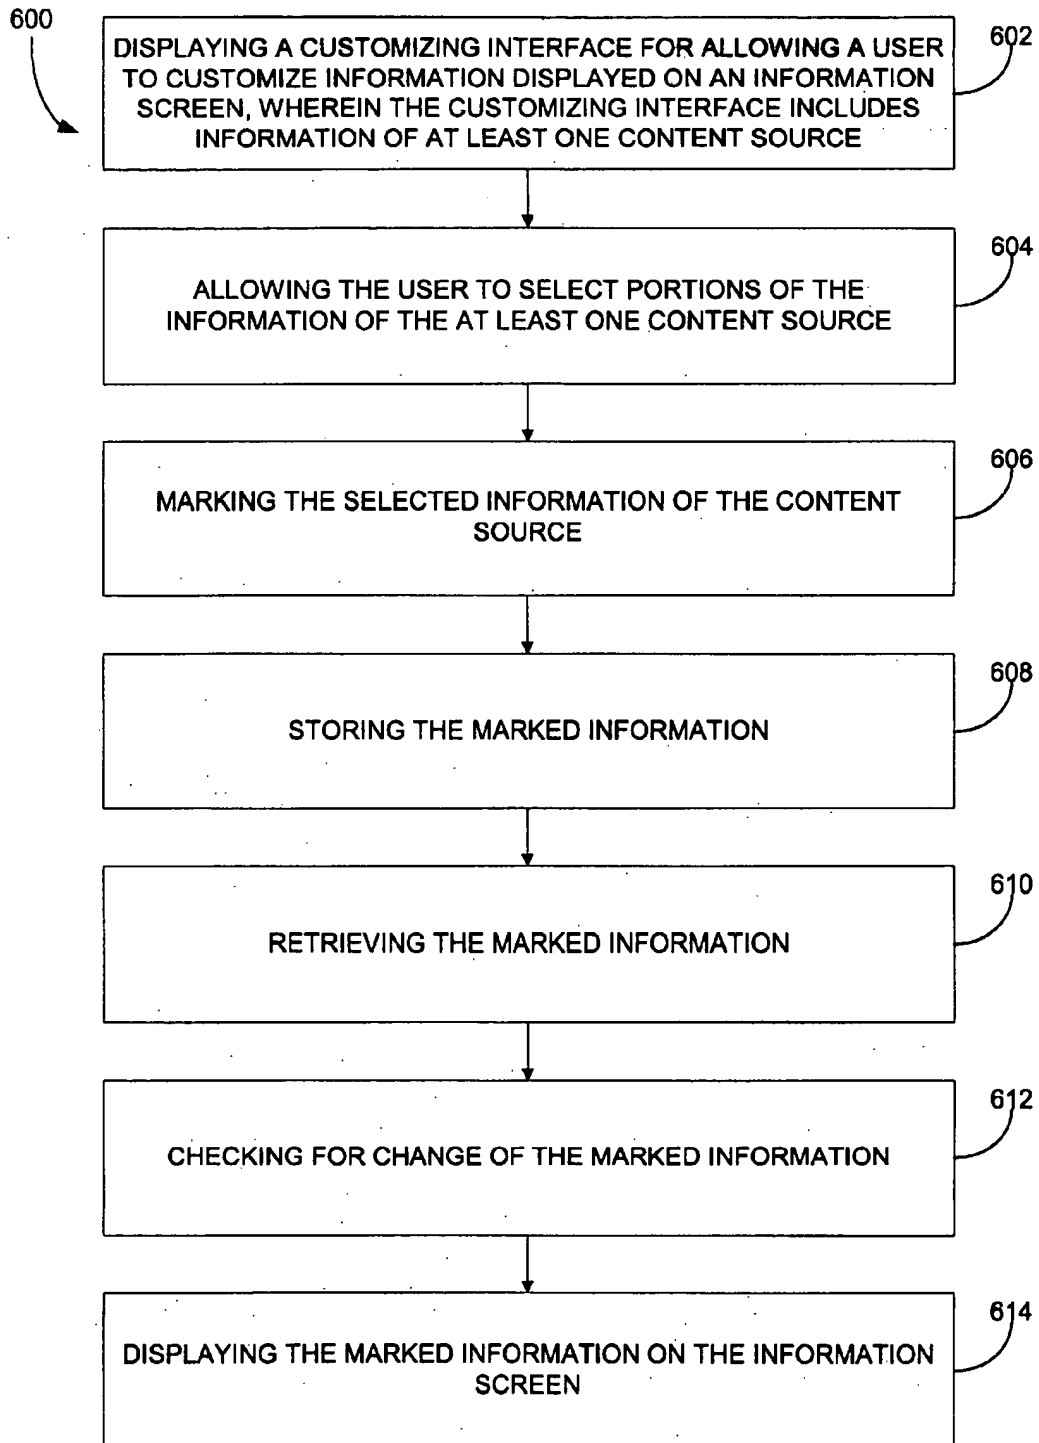 600
602
DISPLAYING A CUSTOMIZING INTERFACE FOR ALLOWING A USER
TO CUSTOMIZE INFORMATION DISPLAYED ON AN INFORMATION
SCREEN, WHEREIN THE CUSTOMIZING INTERFACE INCLUDES
INFORMATION OF AT LEAST ONE CONTENT SOURCE
604
ALLOWING THE USER TO SELECT PORTIONS OF THE
INFORMATION OF THE AT LEAST ONE CONTENT SOURCE
606
MARKING THE SELECTED INFORMATION OF THE CONTENT
SOURCE
608
STORING THE MARKED INFORMATION
610
RETRIEVING THE MARKED INFORMATION
612
CHECKING FOR CHANGE OF THE MARKED INFORMATION
614
DISPLAYING THE MARKED INFORMATION ON THE INFORMATION
SCREEN